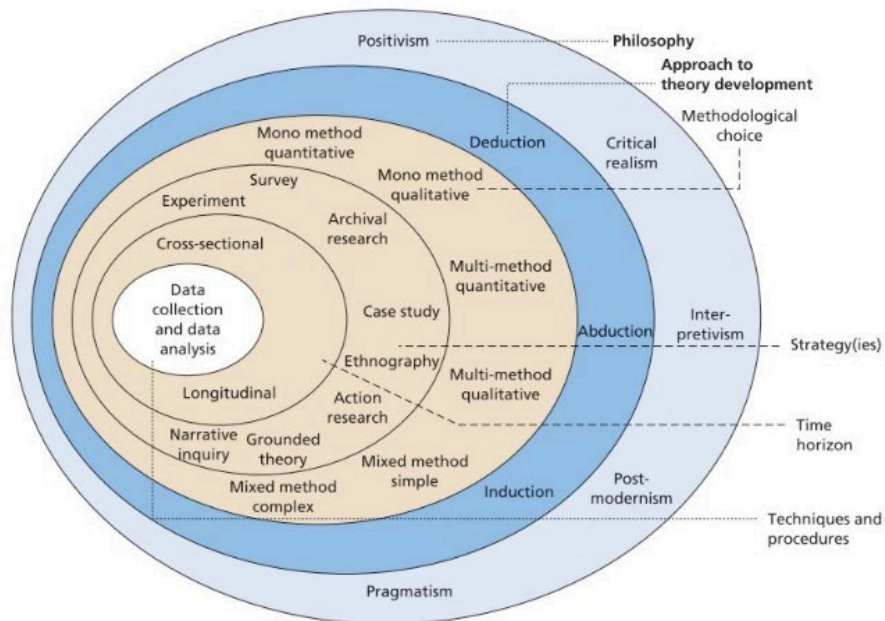 Positivism
Philosophy
Approach to
theory development
Methodological
choice
Deduction
Critical
realism
Mono method
quantitative
Mono method
qualitative
Survey
Experiment
Archival
research
Cross-sectional
Multi-method
quantitative
Data
collection
and data
analysis
Case study
Abduction
Inter-
pretivism
Strategy(ies)
Ethnography
Multi-method
qualitative
Longitudinal
Action
research
Time
horizon
Narrative
inquiry
Grounded
theory
Mixed method
simple
Mixed method
complex
Induction
Post-
modernism
Techniques and
procedures
Pragmatism